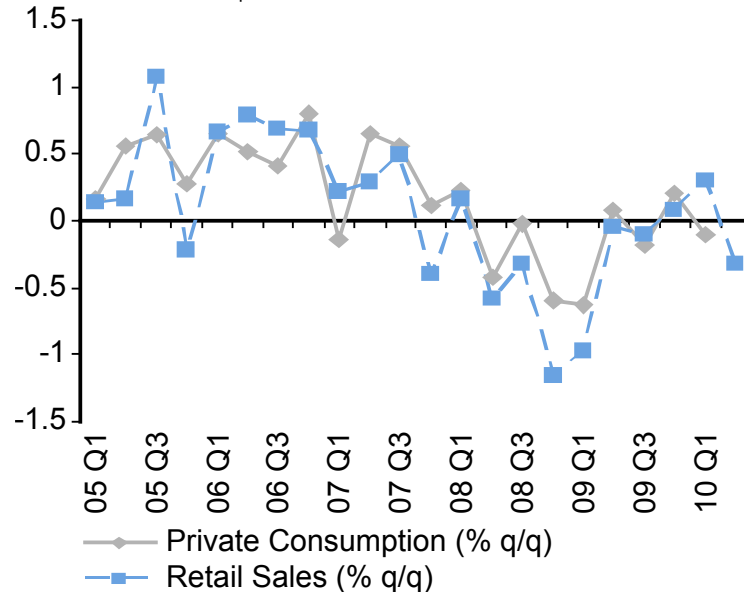 1.5
1
0.5
0
-0.5
-1
-1.5
05 Q1
05 Q3
06 Q1
06 Q3
07 Q1
07 Q3
08 Q1
08 Q3
09 Q1
09 Q3
10 Q1
Private Consumption (% q/q)
Retail Sales (% q/q)